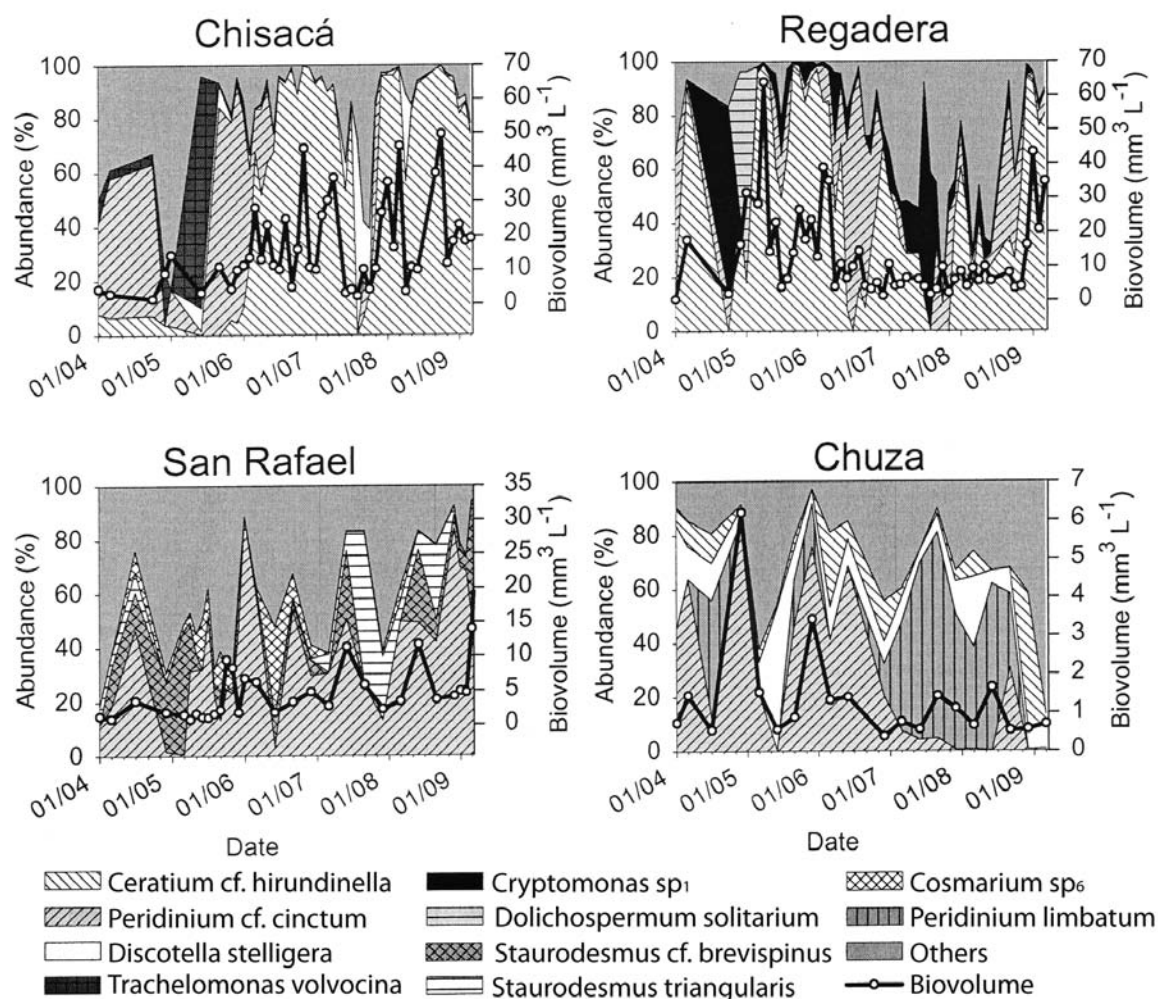 Chisacá
Regadera
Abundance (%)
100
80
60
40
20
0
Biovolume (mm³ L⁻¹)
70
60
50
40
30
20
10
0
01/04 01/05 01/06 01/07 01/08 01/09
Abundance (%)
100
80
60
40
20
0
Biovolume (mm³ L⁻¹)
70
60
50
40
30
20
10
0
01/04 01/05 01/06 01/07 01/08 01/09
San Rafael
Chuza
Abundance (%)
100
80
60
40
20
0
Biovolume (mm³ L⁻¹)
35
30
25
20
15
10
5
0
01/04 01/05 01/06 01/07 01/08 01/09
Date
Abundance (%)
100
80
60
40
20
0
Biovolume (mm³ L⁻¹)
7
6
5
4
3
2
1
0
01/04 01/05 01/06 01/07 01/08 01/09
Date
Ceratium cf. hirundinella
Cryptomonas sp₁
Cosmarium sp₆
Peridinium cf. cinctum
Dolichospermum solitarium
Peridinium limbatum
Discotella stelligera
Staurodesmus cf. brevispinus
Others
Trachelomonas volvocina
Staurodesmus triangularis
Biovolume